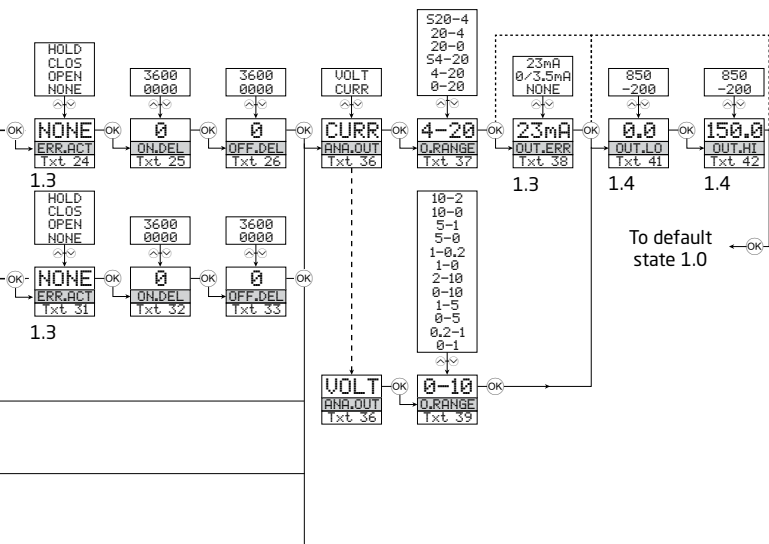 HOLD
CLOS
OPEN
NONE
OK
NONE
ERR.ACT
Txt 24
1.3
3600
0000
OK
0
ON.DEL
Txt 25
3600
0000
OK
0
OFF.DEL
Txt 26
OK
VOLT
CURR
CURR
ANA.OUT
Txt 36
OK
S20-4
20-4
20-0
S4-20
4-20
0-20
4-20
O.RANGE
Txt 37
OK
23mA
0/3.5mA
NONE
23mA
OUT.ERR
Txt 38
1.3
OK
850
-200
0.0
OUT.LO
Txt 41
1.4
OK
850
-200
150.0
OUT.HI
Txt 42
1.4
To default
state 1.0
OK
HOLD
CLOS
OPEN
NONE
OK
NONE
ERR.ACT
Txt 31
1.3
OK
3600
0000
0
ON.DEL
Txt 32
OK
3600
0000
0
OFF.DEL
Txt 33
OK
VOLT
ANA.OUT
Txt 36
OK
10-2
10-0
5-1
5-0
1-0.2
1-0
2-10
0-10
1-5
0-5
0.2-1
0-1
0-10
O.RANGE
Txt 39
OK